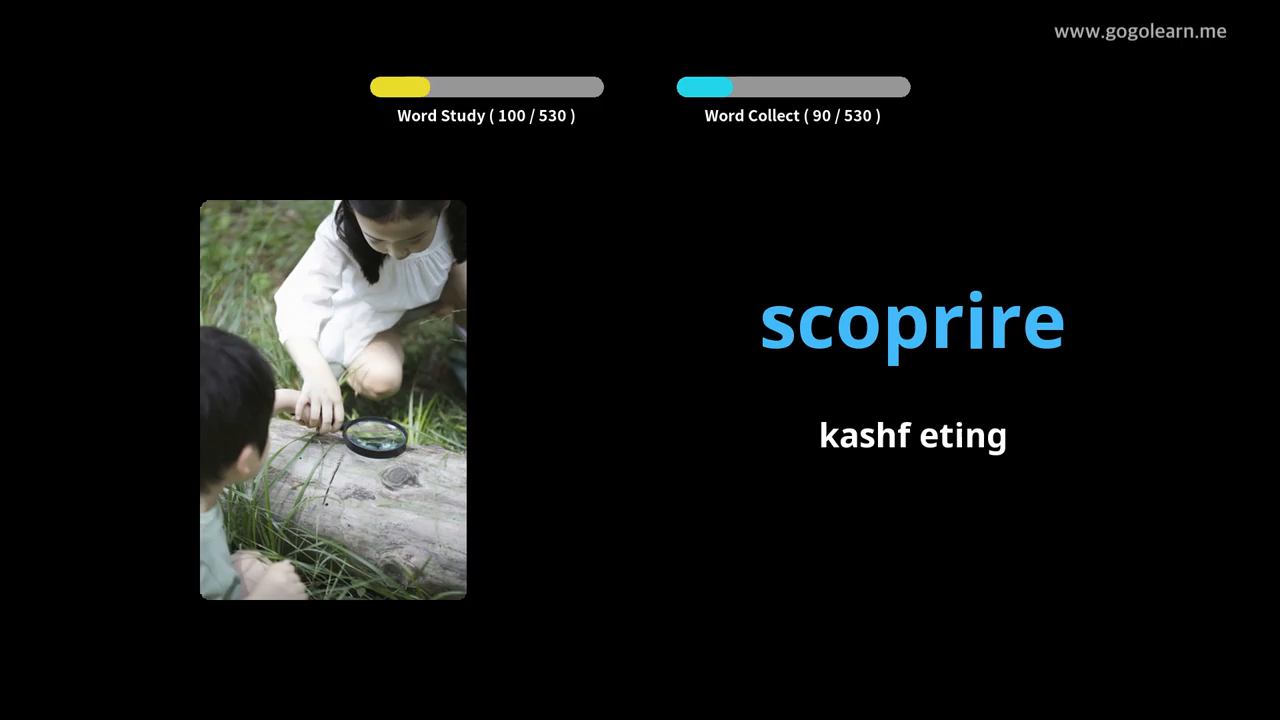 www.gogolearn.me
Word Study ( 100 / 530 )
Word Collect ( 90 / 530 )
scoprire
kashf eting